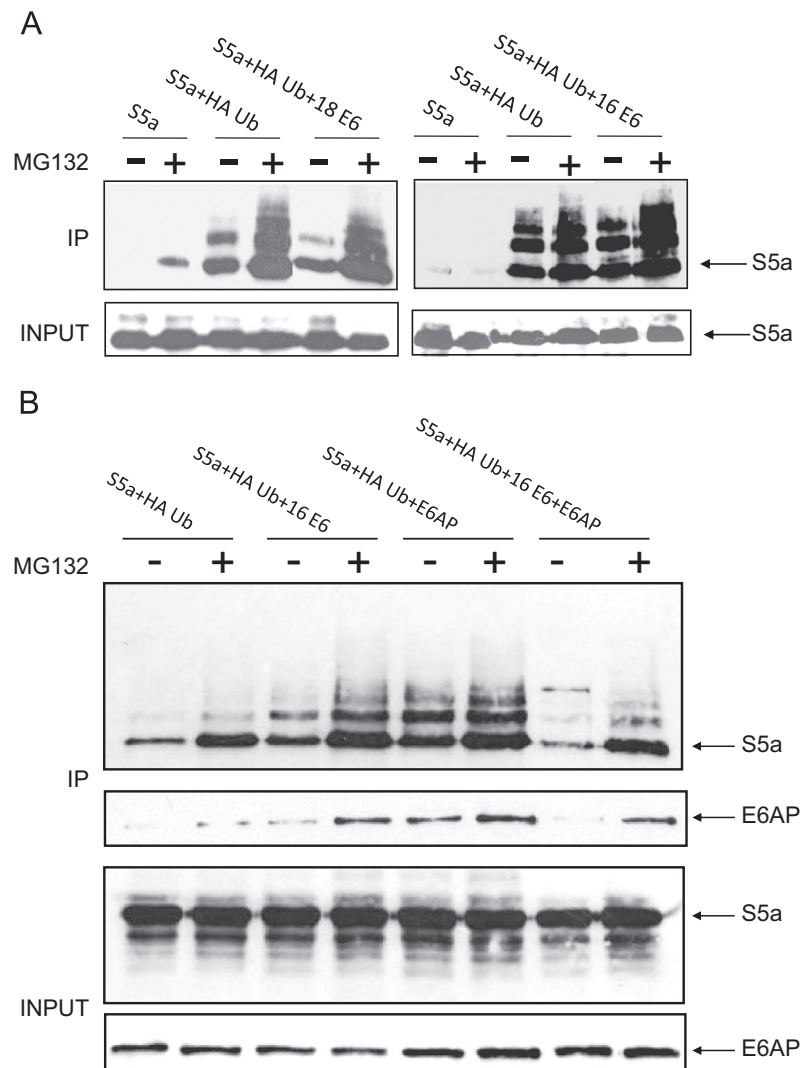 A
S5a
S5a+HA Ub
S5a+HA Ub+18 E6
S5a
S5a+HA Ub
S5a+HA Ub+16 E6
MG132 - + - + - + - + - + - +
IP
S5a
INPUT
S5a
B
S5a+HA Ub
S5a+HA Ub+16 E6
S5a+HA Ub+E6AP
S5a+HA Ub+16 E6+E6AP
MG132 - + - + - + - +
S5a
IP
E6AP
S5a
INPUT
E6AP